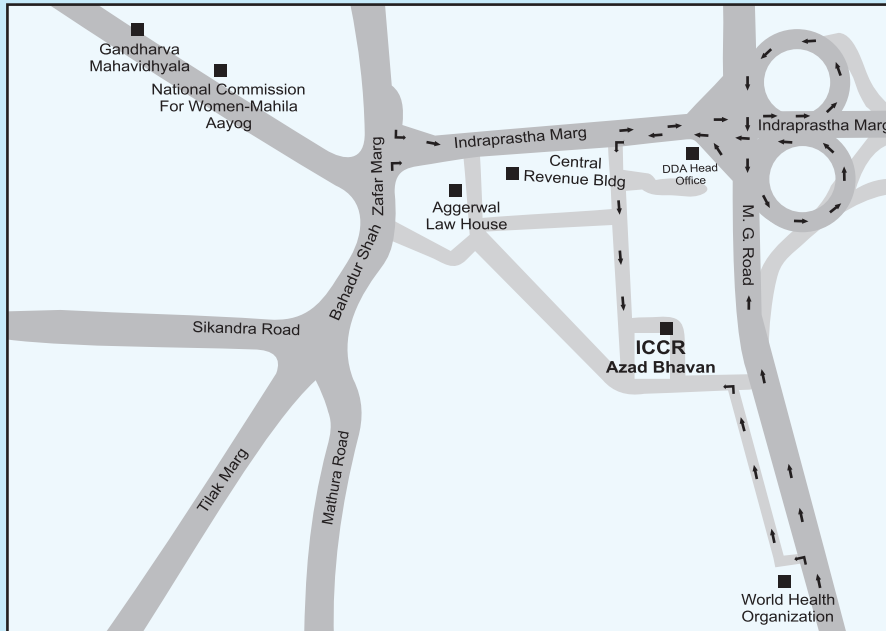 Gandharva
Mahavidhyala
National Commission
For Women-Mahila
Aayog
Indraprastha Marg
Indraprastha Marg
Central
Revenue Bldg
DDA Head
Office
Aggerwal
Law House
Bahadur Shah Zafar Marg
M. G. Road
Sikandra Road
ICCR
Azad Bhavan
Tilak Marg
Mathura Road
World Health
Organization